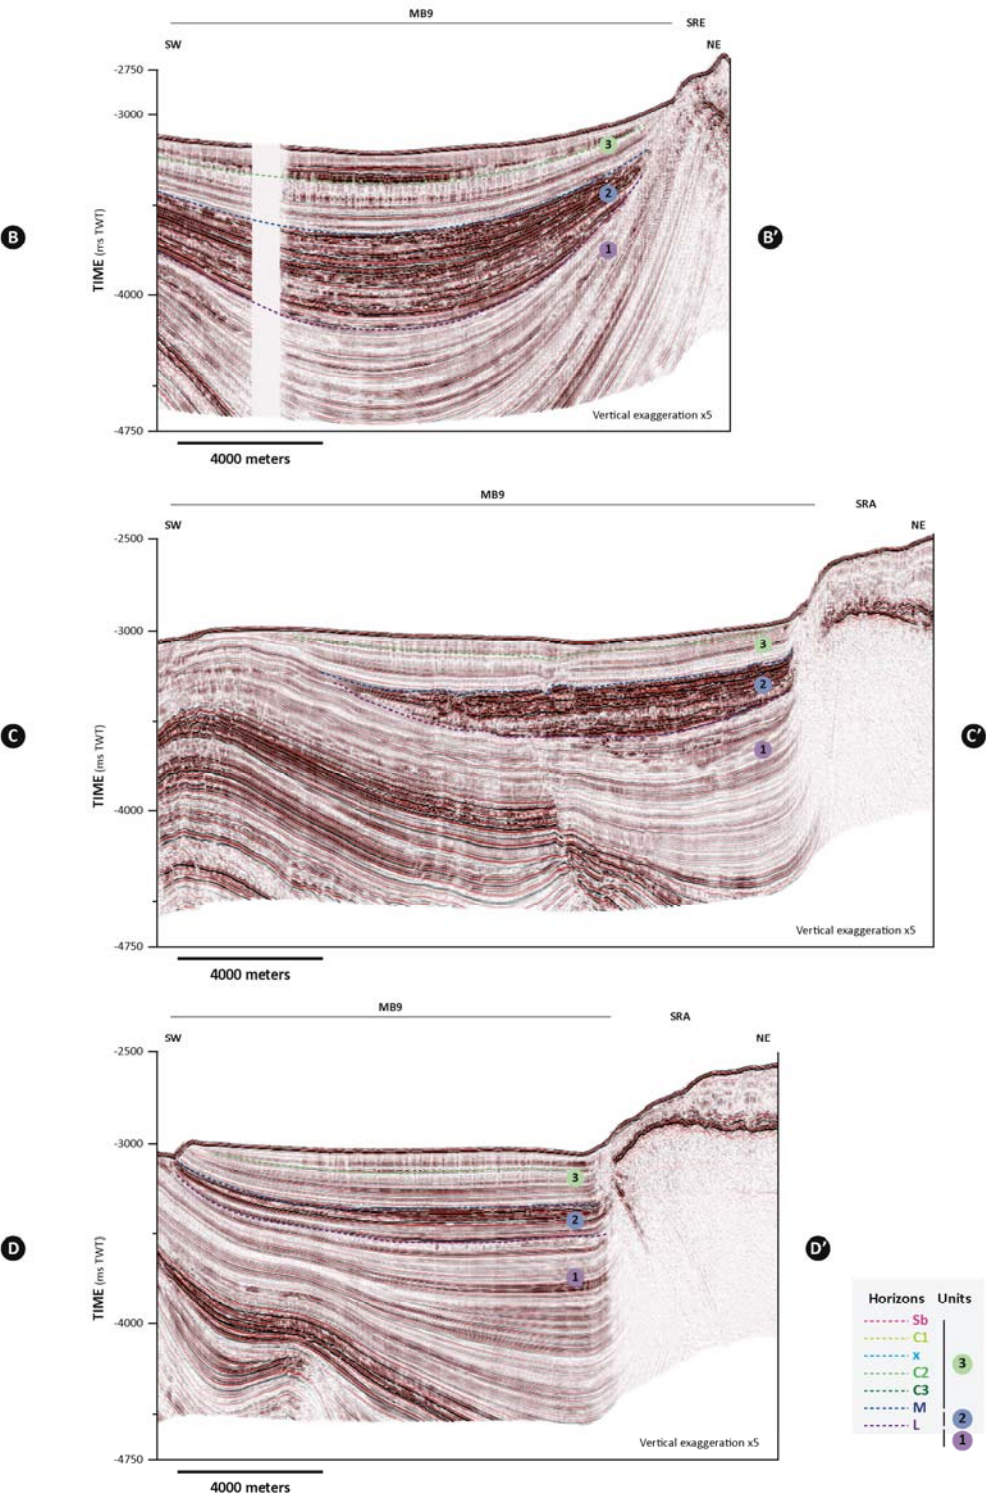 MB9
SRE
SW
NE
-2750
-3000
3
2
B
B'
TIME (ms TWT)
1
-4000
Vertical exaggeration x5
-4750
4000 meters
MB9
SRA
SW
NE
-2500
-3000
3
2
C
C'
TIME (ms TWT)
1
-4000
Vertical exaggeration x5
-4750
4000 meters
MB9
SRA
SW
NE
-2500
-3000
3
2
D
D'
TIME (ms TWT)
1
-4000
Vertical exaggeration x5
-4750
4000 meters
Horizons Units
Sb
C1
x
3
C2
C3
M
2
L
1